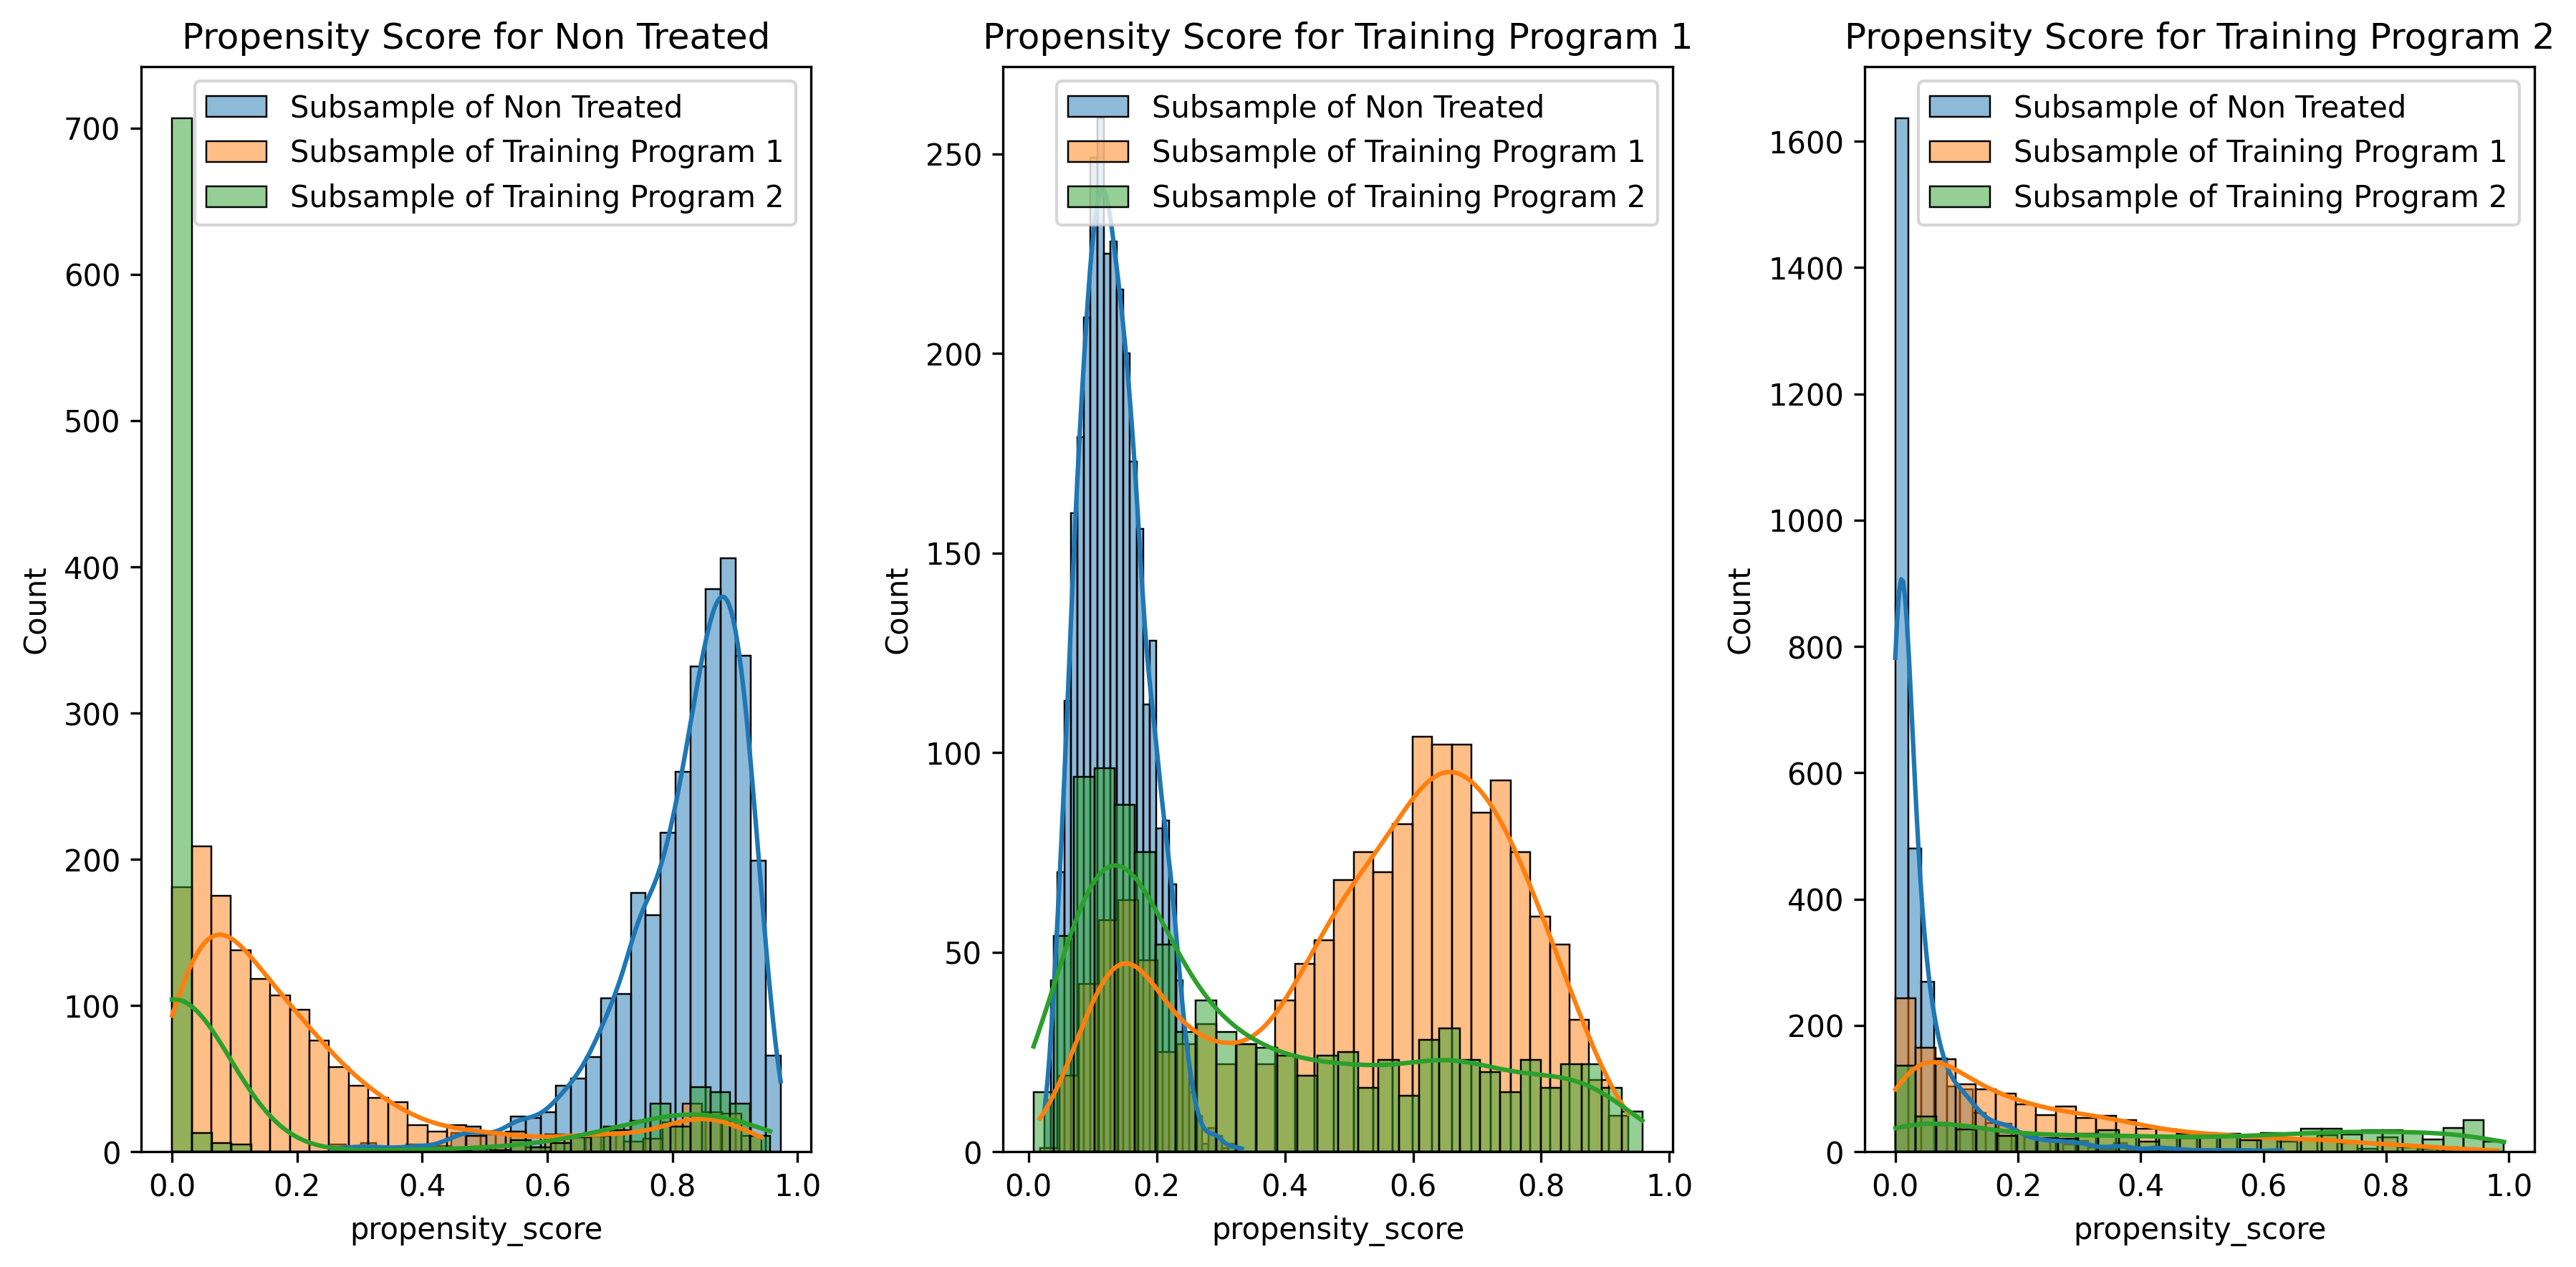 Propensity Score for Non Treated
Subsample of Non Treated
Subsample of Training Program 1
Subsample of Training Program 2
700
600
500
400
300
200
100
0
Count
0.0 0.2 0.4 0.6 0.8 1.0
propensity_score
Propensity Score for Training Program 1
Subsample of Non Treated
Subsample of Training Program 1
Subsample of Training Program 2
250
200
150
100
50
0
Count
0.0 0.2 0.4 0.6 0.8 1.0
propensity_score
Propensity Score for Training Program 2
Subsample of Non Treated
Subsample of Training Program 1
Subsample of Training Program 2
1600
1400
1200
1000
800
600
400
200
0
Count
0.0 0.2 0.4 0.6 0.8 1.0
propensity_score